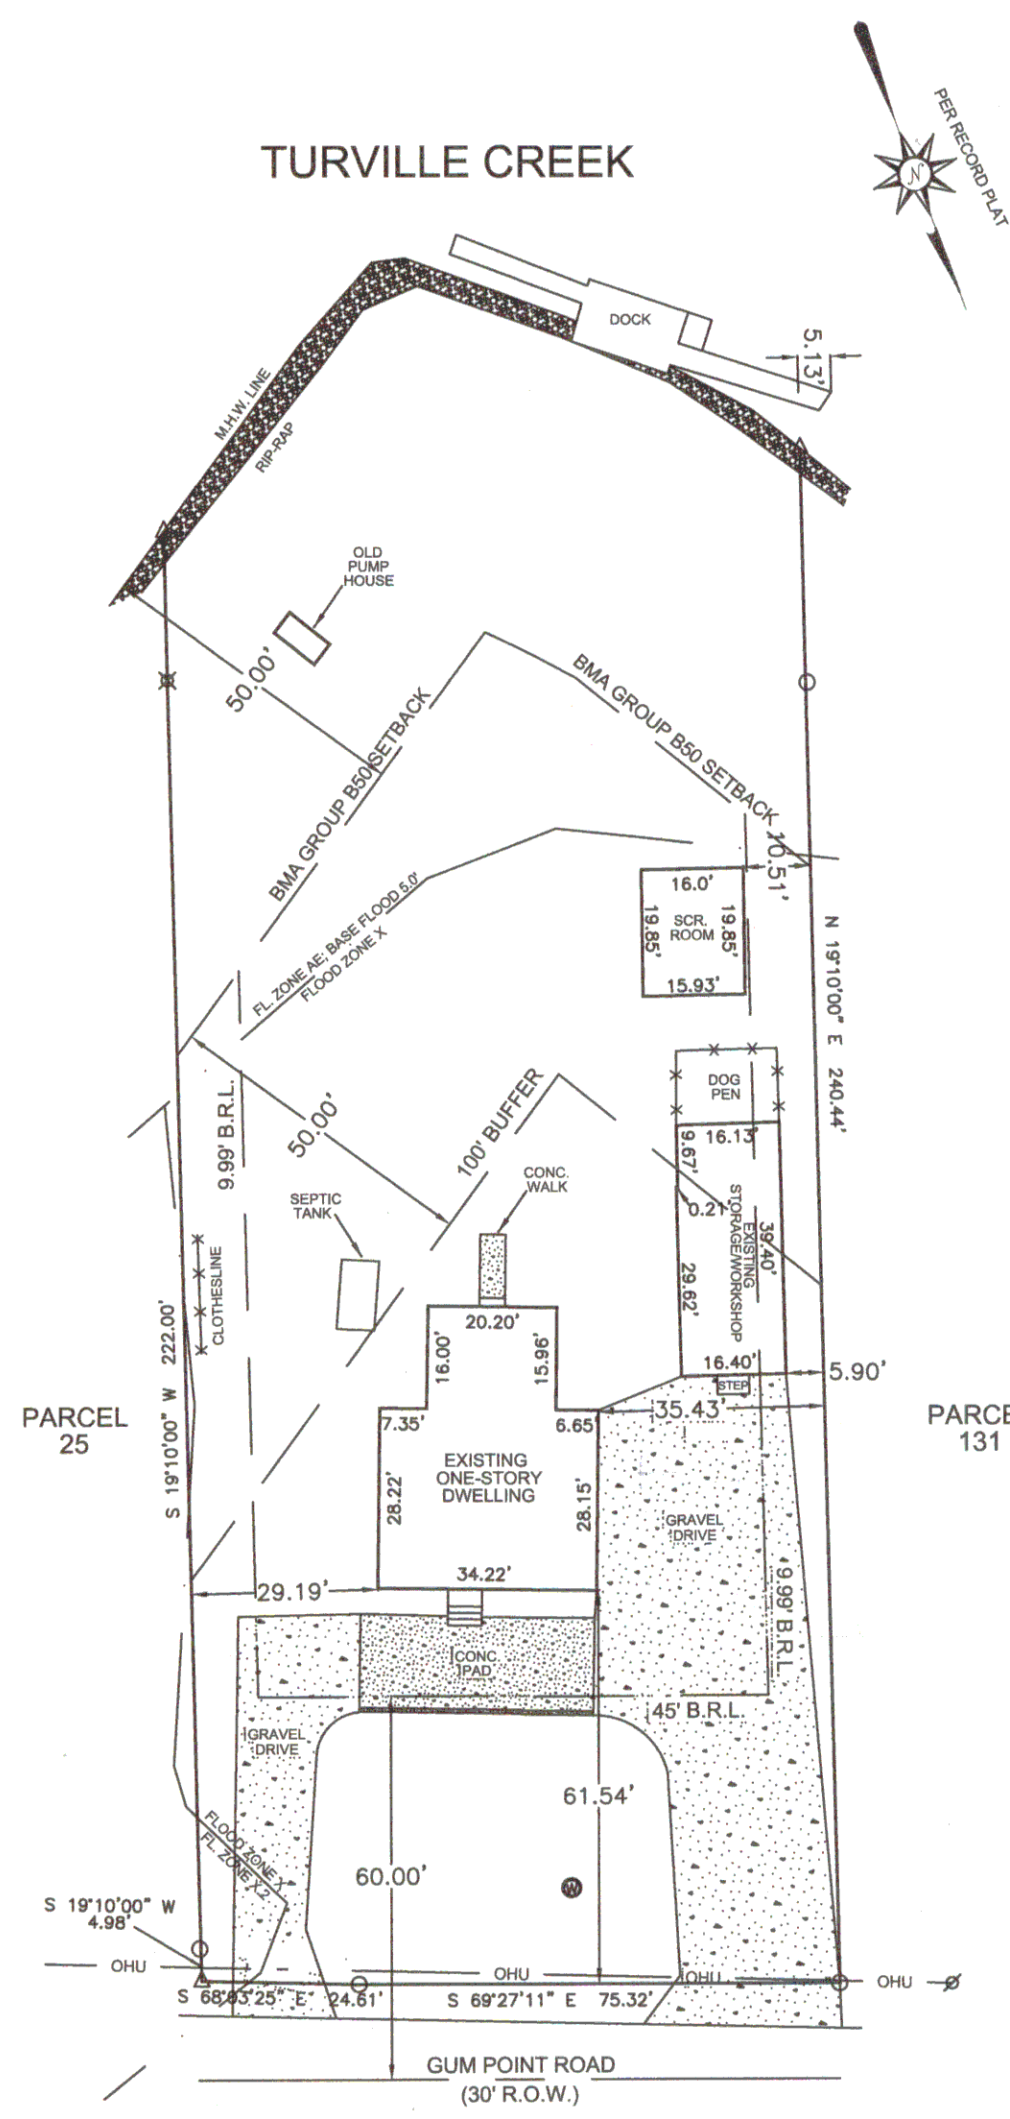 TURVILLE CREEK
PER RECORD PLAT
N
DOCK
5.13'
M.H.W. LINE
RIP-RAP
OLD
PUMP
HOUSE
50.00'
BMA GROUP B50 SETBACK
BMA GROUP B50 SETBACK
10.51'
16.0'
SCR.
ROOM
19.85'
19.85'
15.93'
FL. ZONE AE; BASE FLOOD 5.0'
FLOOD ZONE X
N 19°10'00" E 240.44'
DOG
PEN
16.13'
9.67'
0.21'
EXISTING
STORAGE/WORKSHOP
39.40'
29.62'
16.40'
STEP
5.90'
9.99' B.R.L.
50.00'
100' BUFFER
CONC.
WALK
SEPTIC
TANK
CLOTHESLINE
S 19°10'00" W 222.00'
20.20'
16.00'
15.96'
7.35'
6.65'
35.43'
PARCEL
25
PARCE
131
EXISTING
ONE-STORY
DWELLING
28.22'
28.15'
34.22'
GRAVEL
DRIVE
29.19'
9.99' B.R.L.
CONC.
PAD
45' B.R.L.
GRAVEL
DRIVE
61.54'
60.00'
FLOOD ZONE X
FL. ZONE X2
W
S 19°10'00" W
4.98'
OHU
OHU
OHU
OHU
S 68°03'25" E 24.61'
S 69°27'11" E 75.32'
GUM POINT ROAD
(30' R.O.W.)